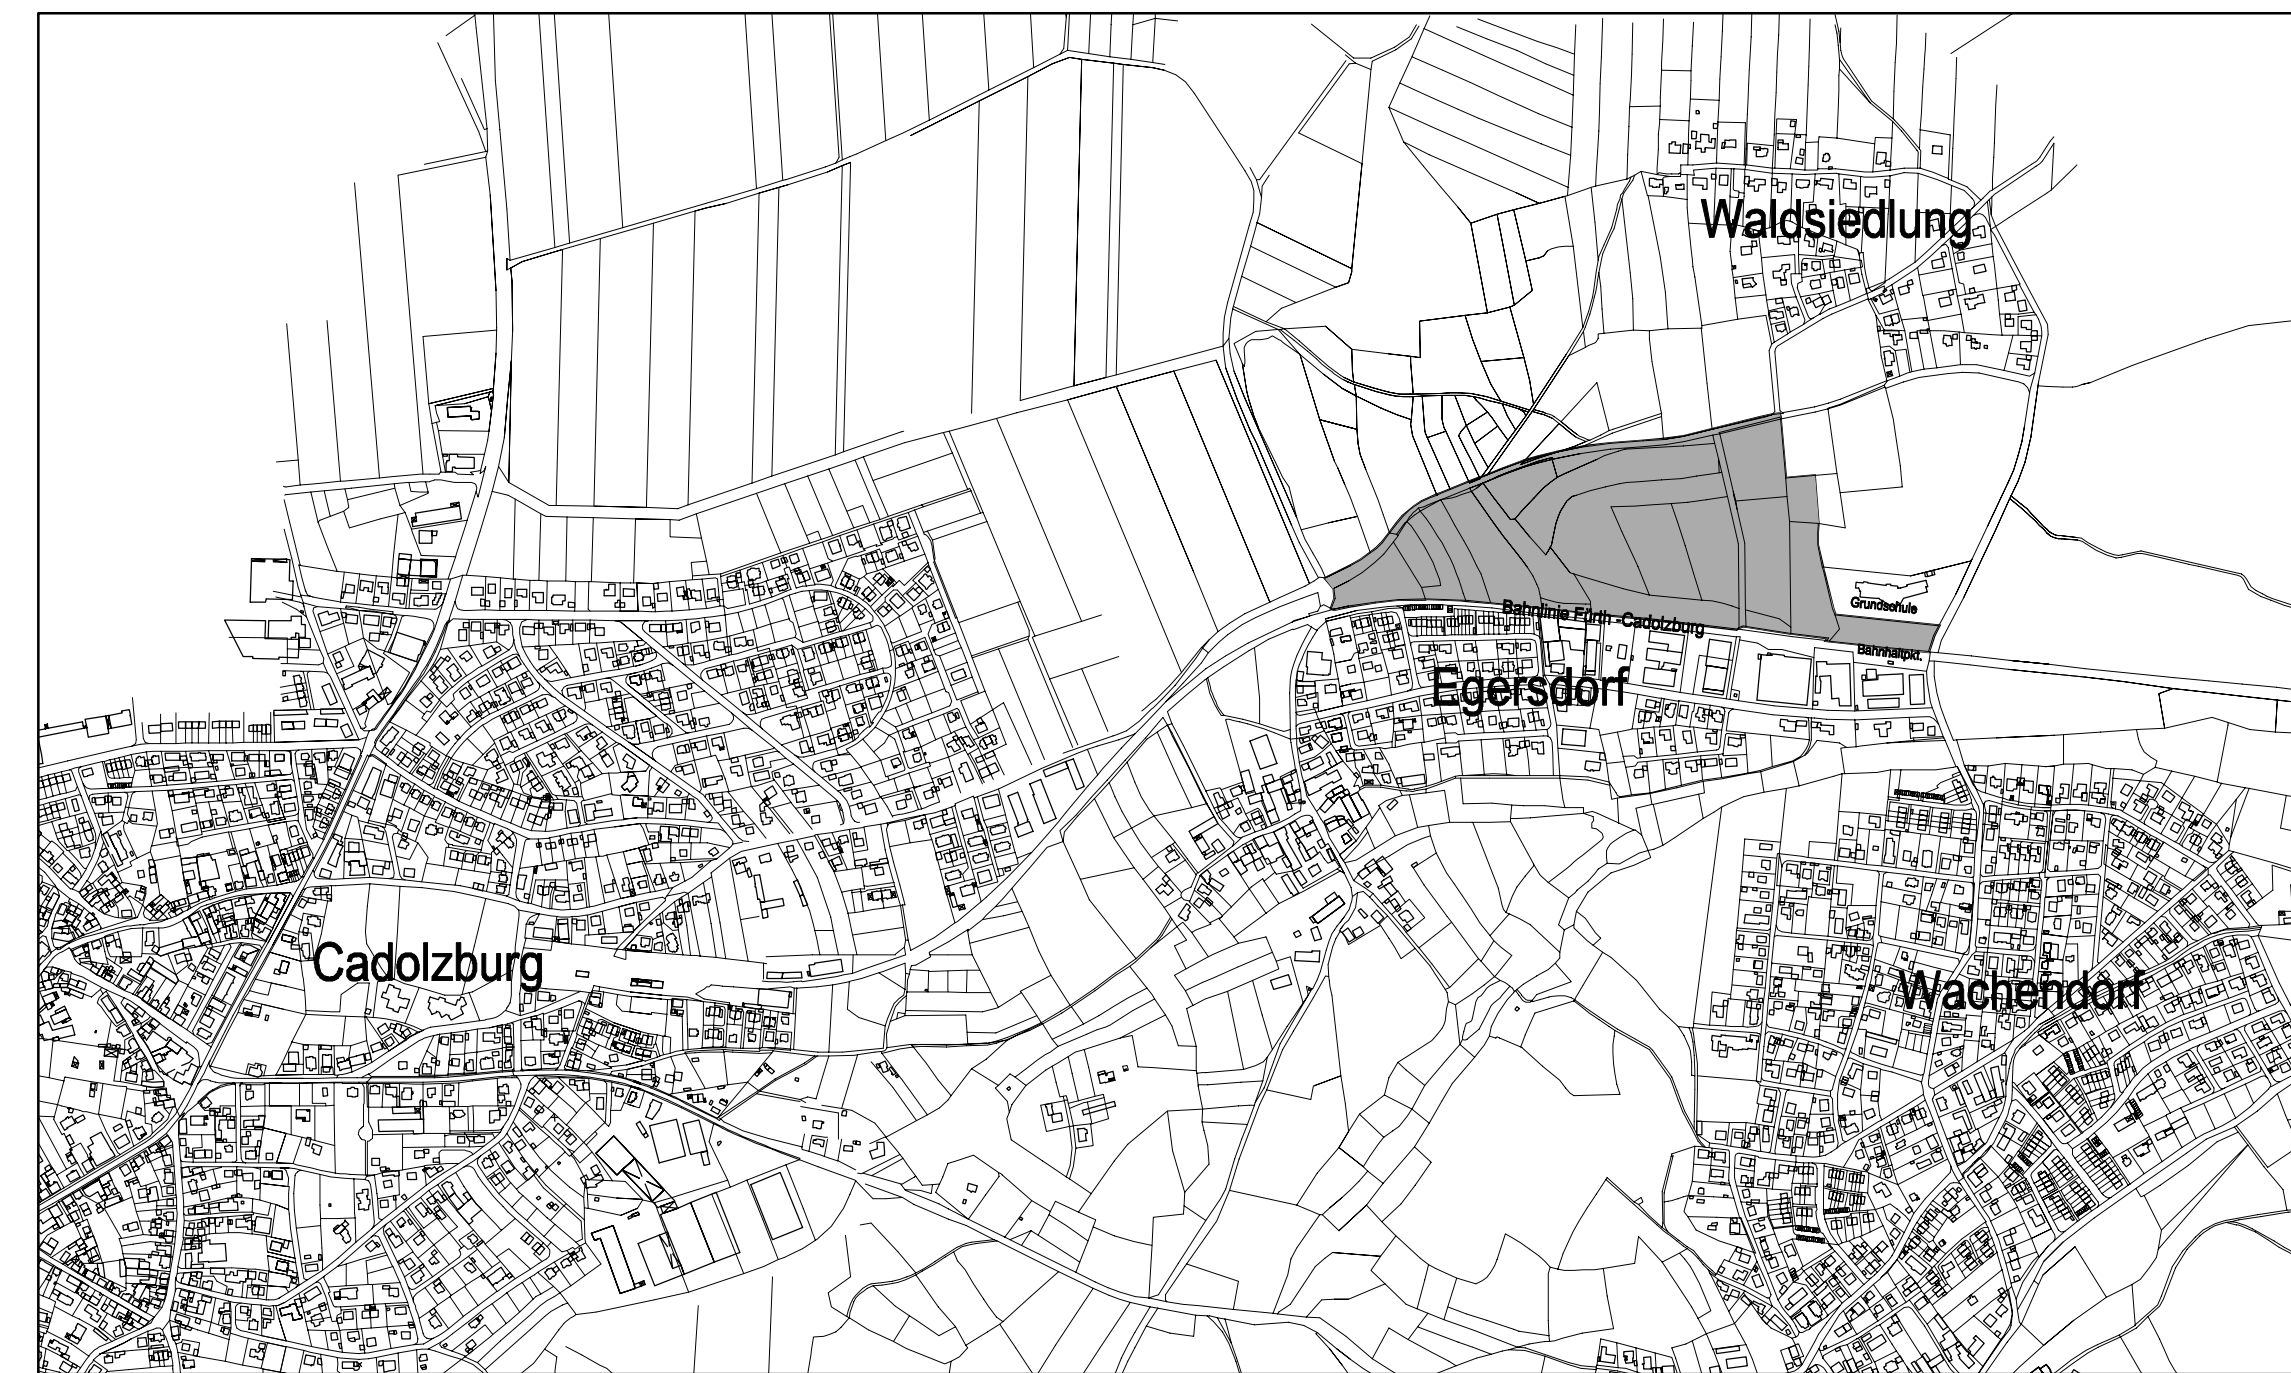 Waldsiedlung
Grundschule
Bahnlinie Fürth -Cadolzburg
Bahnhaltpkt.
Egersdorf
Cadolzburg
Wachendorf